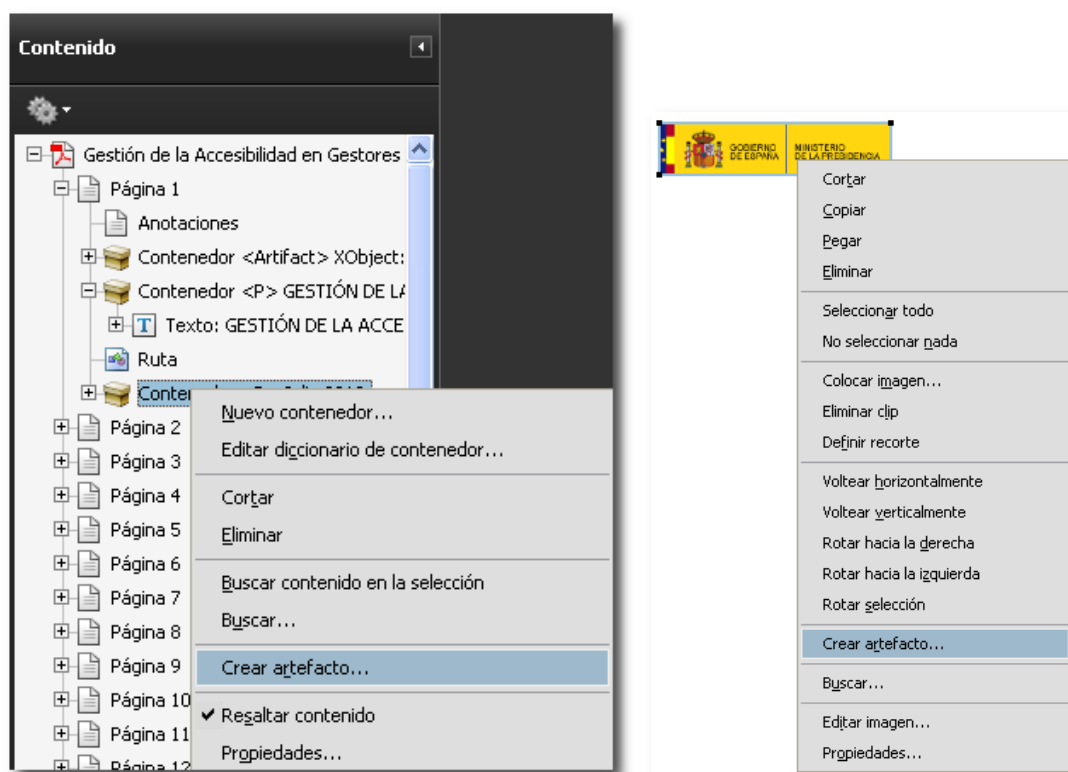 Contenido
Gestión de la Accesibilidad en Gestores
Página 1
Anotaciones
Contenedor <Artifact> XObject:
Contenedor <P> GESTIÓN DE LA
Texto: GESTIÓN DE LA ACCE
Ruta
Página 2
Página 3
Página 4
Página 5
Página 6
Página 7
Página 8
Página 9
Página 10
Página 11
Página 12
Nuevo contenedor...
Editar diccionario de contenedor...
Cortar
Eliminar
Buscar contenido en la selección
Buscar...
Crear artefacto...
Resaltar contenido
Propiedades...
GOBIERNO
DE ESPAÑA
MINISTERIO
DE LA PRESIDENCIA
Cortar
Copiar
Pegar
Eliminar
Seleccionar todo
No seleccionar nada
Colocar imagen...
Eliminar clip
Definir recorte
Voltear horizontalmente
Voltear verticalmente
Rotar hacia la derecha
Rotar hacia la izquierda
Rotar selección
Crear artefacto...
Buscar...
Editar imagen...
Propiedades...